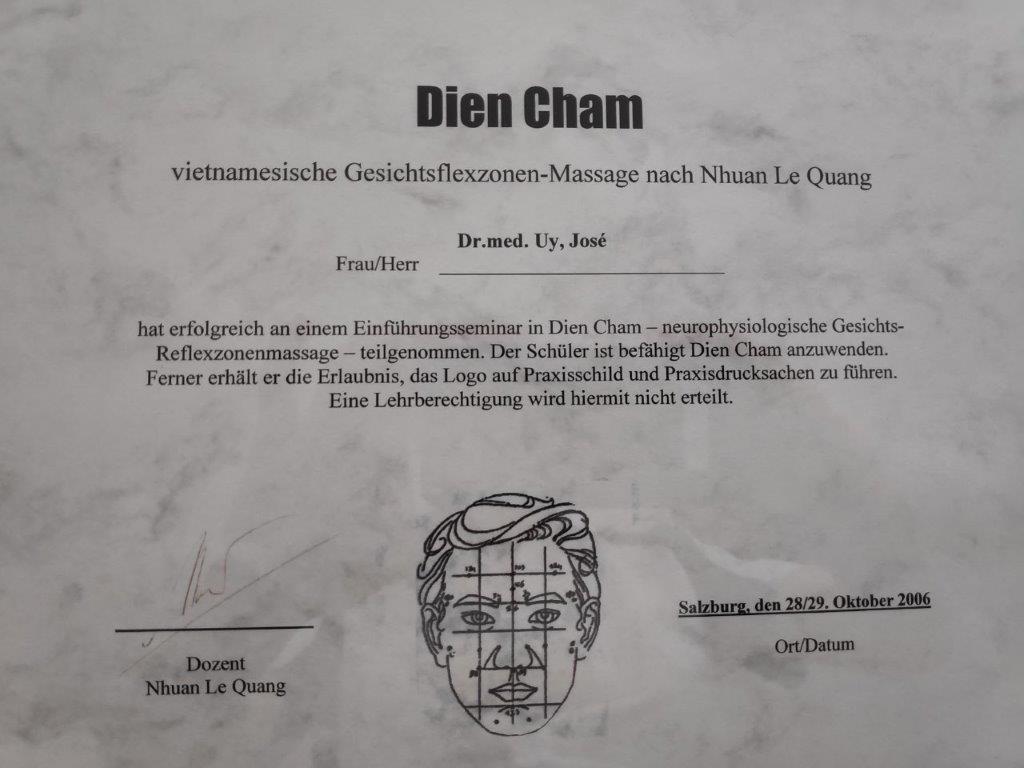 Dien Cham
vietnamesische Gesichtsflexzonen-Massage nach Nhuan Le Quang
Dr.med. Uy, José
Frau/Herr
hat erfolgreich an einem Einführungsseminar in Dien Cham – neurophysiologische Gesichts-
Reflexzonenmassage – teilgenommen. Der Schüler ist befähigt Dien Cham anzuwenden.
Ferner erhält er die Erlaubnis, das Logo auf Praxisschild und Praxisdrucksachen zu führen.
Eine Lehrberechtigung wird hiermit nicht erteilt.
Salzburg, den 28/29. Oktober 2006
Ort/Datum
Dozent
Nhuan Le Quang